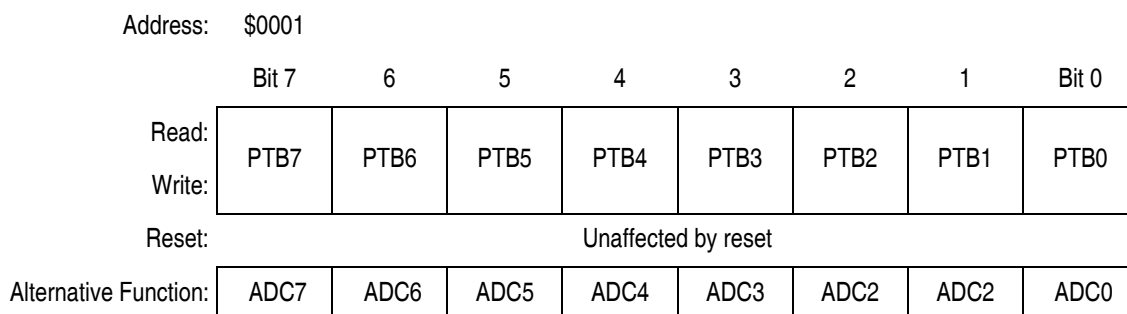 Address: $0001
Bit 7 6 5 4 3 2 1 Bit 0
Read:
PTB7 PTB6 PTB5 PTB4 PTB3 PTB2 PTB1 PTB0
Write:
Reset: Unaffected by reset
Alternative Function: ADC7 ADC6 ADC5 ADC4 ADC3 ADC2 ADC2 ADC0